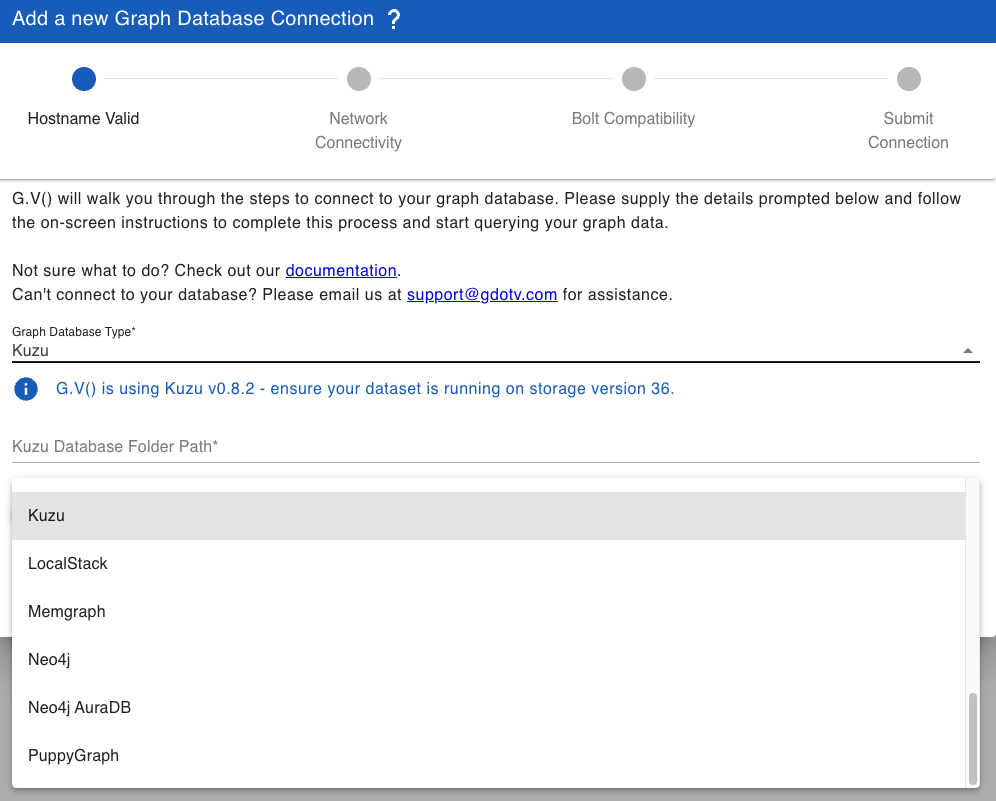 Add a new Graph Database Connection ?
Hostname Valid
Network
Connectivity
Bolt Compatibility
Submit
Connection
G.V() will walk you through the steps to connect to your graph database. Please supply the details prompted below and follow
the on-screen instructions to complete this process and start querying your graph data.
Not sure what to do? Check out our documentation.
Can't connect to your database? Please email us at support@gdotv.com for assistance.
Graph Database Type*
Kuzu
G.V() is using Kuzu v0.8.2 - ensure your dataset is running on storage version 36.
Kuzu Database Folder Path*
Kuzu
LocalStack
Memgraph
Neo4j
Neo4j AuraDB
PuppyGraph